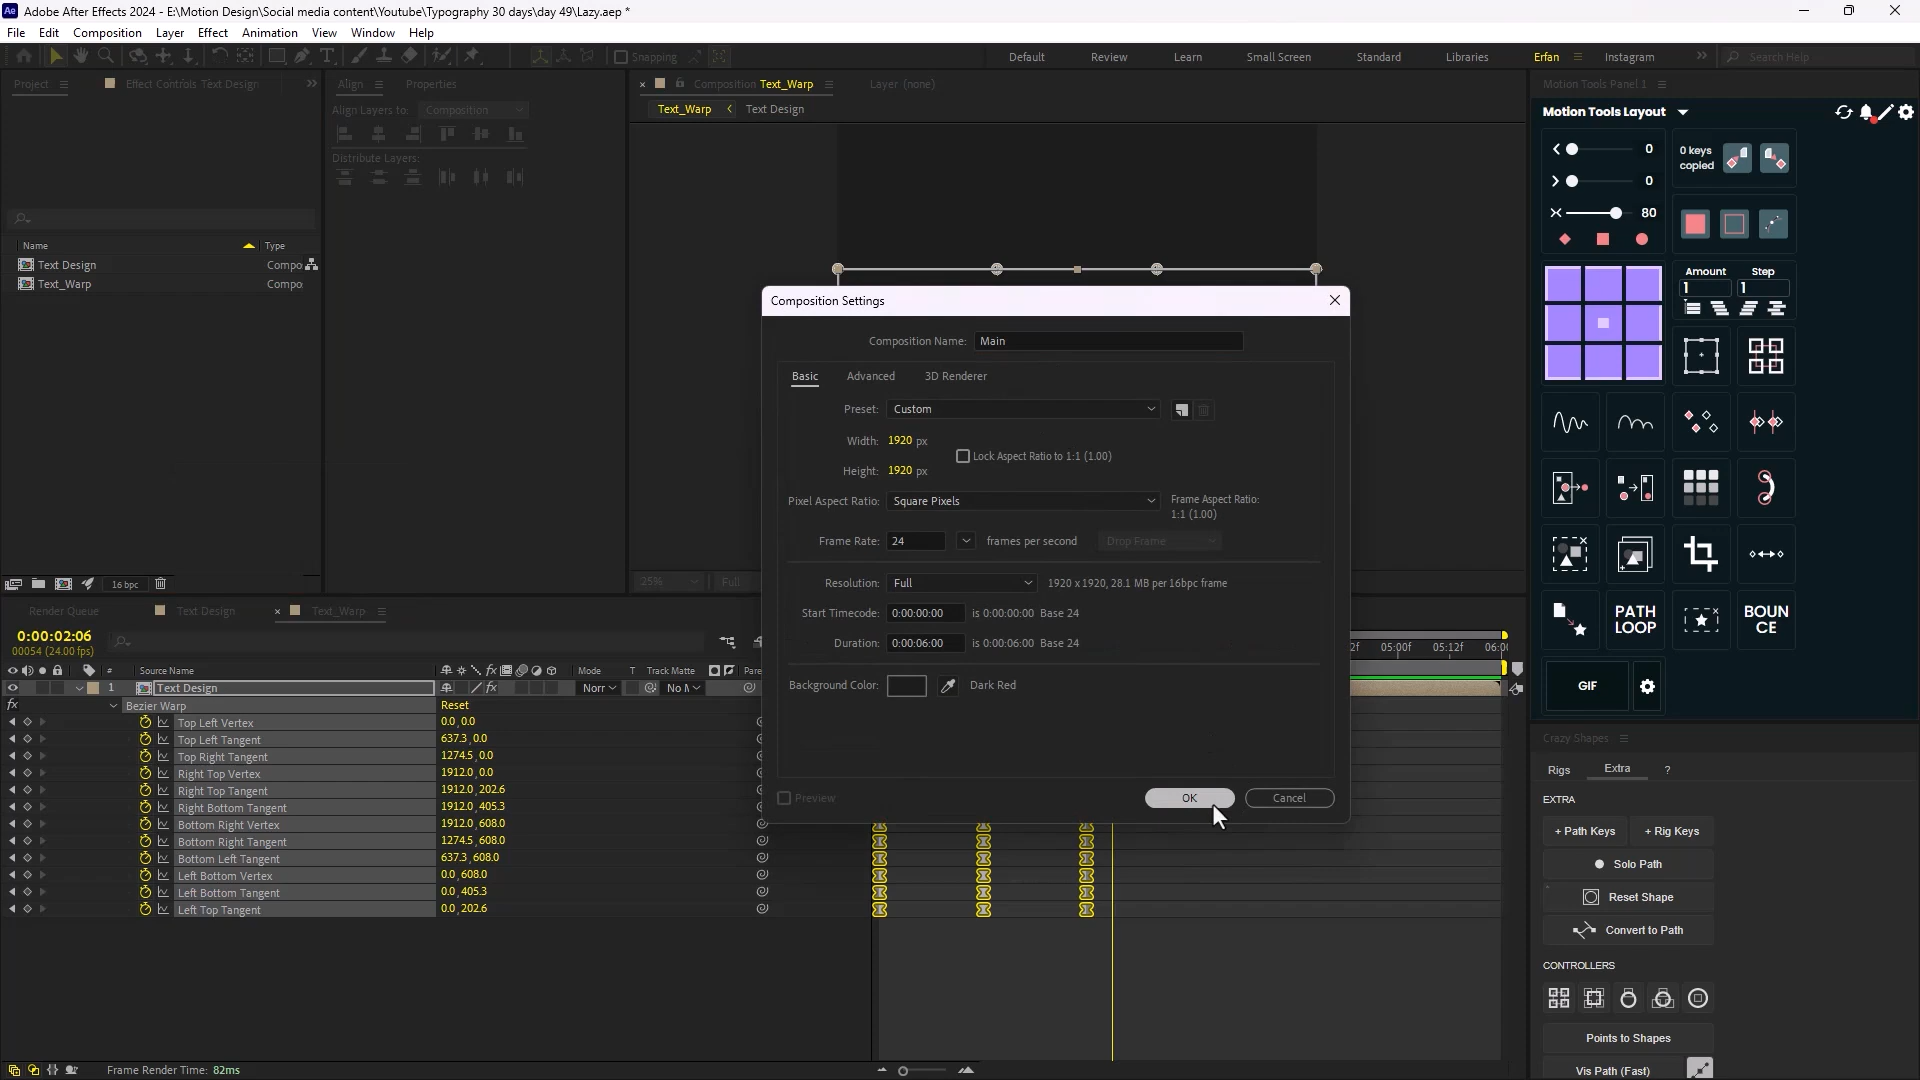 Adobe After Effects 2024 - E:\Motion Design\Social media content\Youtube\Typography 30 days\day 49\Lazy.aep *
File Edit Composition Layer Effect Animation View Window Help
Snapping
Default Review Learn Small Screen Standard Libraries Erfan Instagram Search Help
Project Effect Controls Text Design
Align Properties
Composition Text_Warp Layer (none)
Motion Tools Panel 1
Align Layers to: Composition
Text_Warp Text Design
Distribute Layers:
Motion Tools Layout
0
0 keys copied
0
80
Amount Step
1 1
PATH LOOP
BOUNCE
GIF
Name Type
Text Design Compo
Text_Warp Compo
16 bpc
25% Full
Composition Settings
Composition Name: Main
Basic Advanced 3D Renderer
Preset: Custom
Width: 1920 px
Lock Aspect Ratio to 1:1 (1.00)
Height: 1920 px
Pixel Aspect Ratio: Square Pixels Frame Aspect Ratio:
1:1 (1.00)
Frame Rate: 24 frames per second Drop Frame
Resolution: Full 1920 x 1920, 28.1 MB per 16bpc frame
Start Timecode: 0:00:00:00 is 0:00:00:00 Base 24
Duration: 0:00:06:00 is 0:00:06:00 Base 24
Background Color: Dark Red
Preview OK Cancel
Render Queue Text Design Text_Warp
0:00:02:06
00054 (24.00 fps)
2f 05:00f 05:12f 06:00
# Source Name Mode T Track Matte Pare
1 Text Design Norr No M
Bezier Warp Reset
Top Left Vertex 0.0, 0.0
Top Left Tangent 637.3, 0.0
Top Right Tangent 1274.5, 0.0
Right Top Vertex 1912.0, 0.0
Right Top Tangent 1912.0, 202.6
Right Bottom Tangent 1912.0, 405.3
Bottom Right Vertex 1912.0, 608.0
Bottom Right Tangent 1274.5, 608.0
Bottom Left Tangent 637.3, 608.0
Left Bottom Vertex 0.0, 608.0
Left Bottom Tangent 0.0, 405.3
Left Top Tangent 0.0, 202.6
Frame Render Time: 82ms
Crazy Shapes
Rigs Extra ?
EXTRA
+ Path Keys + Rig Keys
Solo Path
Reset Shape
Convert to Path
CONTROLLERS
Points to Shapes
Vis Path (Fast)